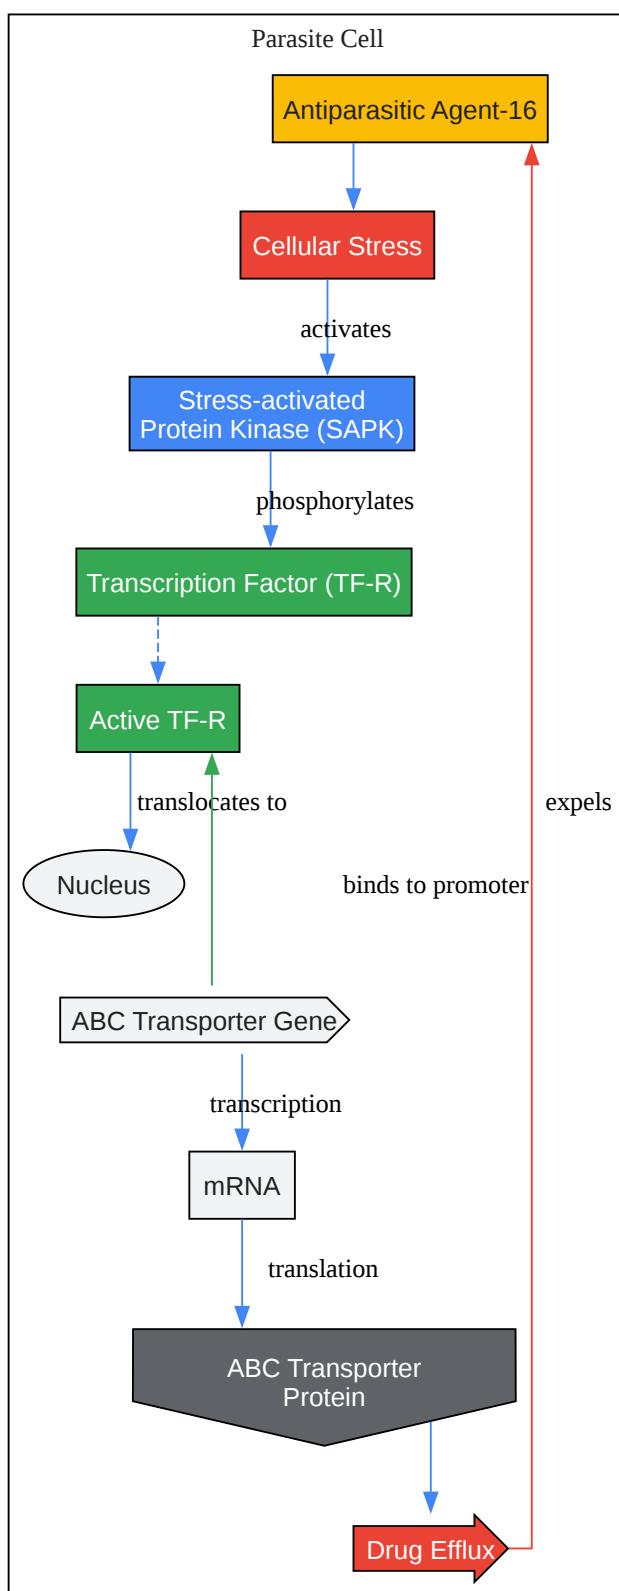 Parasite Cell
Antiparasitic Agent-16
Cellular Stress
activates
Stress-activated
Protein Kinase (SAPK)
phosphorylates
Transcription Factor (TF-R)
Active TF-R
translocates to
expels
Nucleus
binds to promoter
ABC Transporter Gene
transcription
mRNA
translation
ABC Transporter
Protein
Drug Efflux